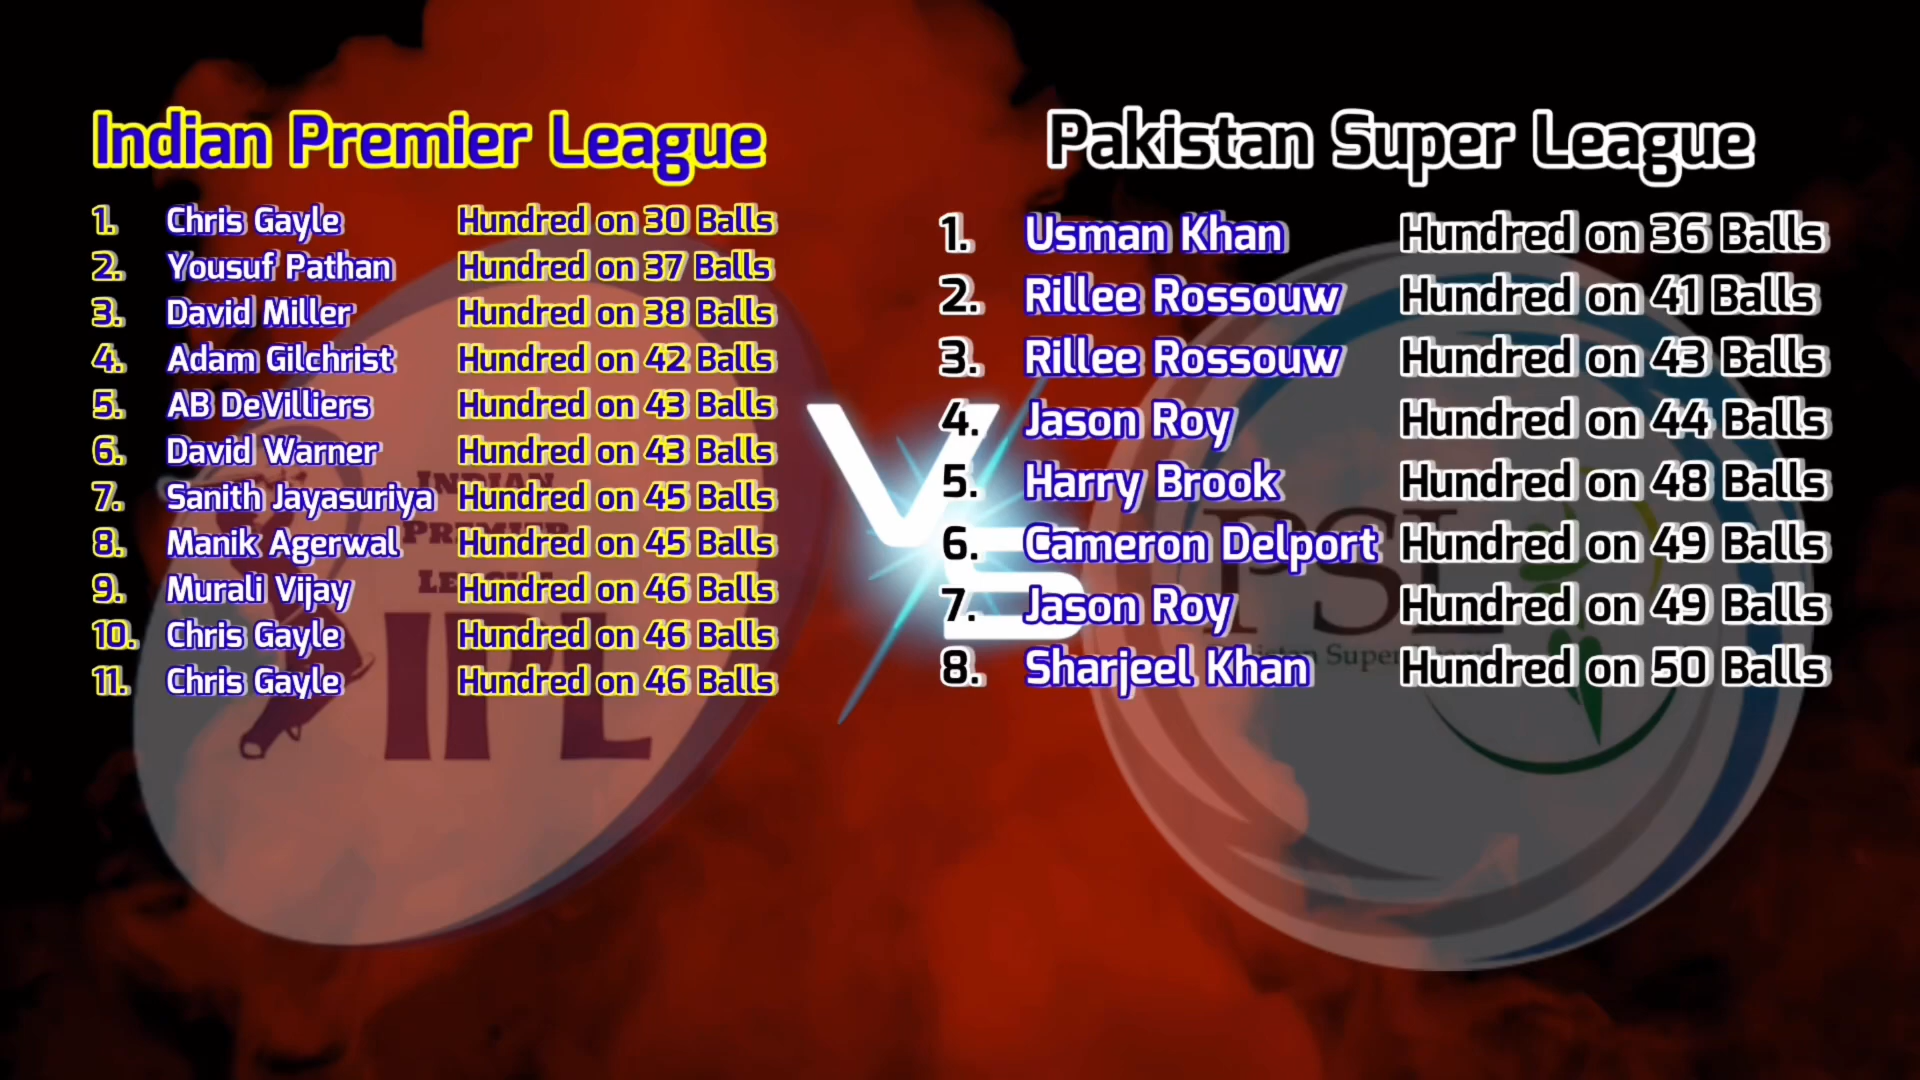 Indian Premier League
1. Chris Gayle Hundred on 30 Balls
2. Yousuf Pathan Hundred on 37 Balls
3. David Miller Hundred on 38 Balls
4. Adam Gilchrist Hundred on 42 Balls
5. AB DeVilliers Hundred on 43 Balls
6. David Warner Hundred on 43 Balls
7. Sanith Jayasuriya Hundred on 45 Balls
8. Manik Agerwal Hundred on 45 Balls
9. Murali Vijay Hundred on 46 Balls
10. Chris Gayle Hundred on 46 Balls
11. Chris Gayle Hundred on 46 Balls
INDIAN
PREMIER
LEAGUE
IPL
VS
Pakistan Super League
1. Usman Khan Hundred on 36 Balls
2. Rillee Rossouw Hundred on 41 Balls
3. Rillee Rossouw Hundred on 43 Balls
4. Jason Roy Hundred on 44 Balls
5. Harry Brook Hundred on 48 Balls
6. Cameron Delport Hundred on 49 Balls
7. Jason Roy Hundred on 49 Balls
8. Sharjeel Khan Hundred on 50 Balls
PSL
Super